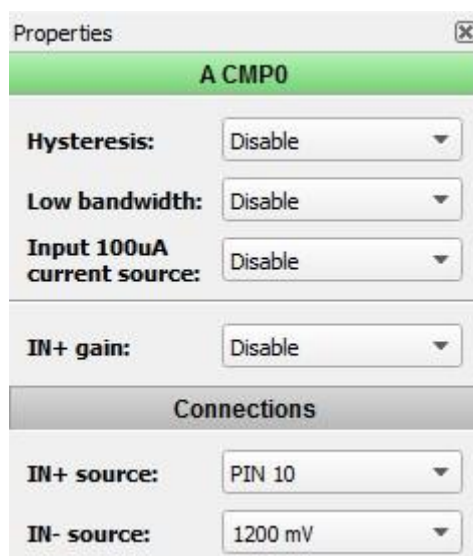 Properties
A CMP0
Hysteresis: Disable
Low bandwidth: Disable
Input 100uA
current source: Disable
IN+ gain: Disable
Connections
IN+ source: PIN 10
IN- source: 1200 mV